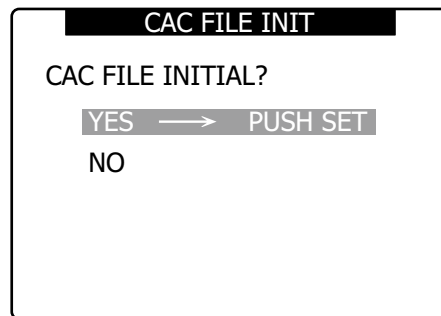 CAC FILE INIT
CAC FILE INITIAL?
YES → PUSH SET
NO